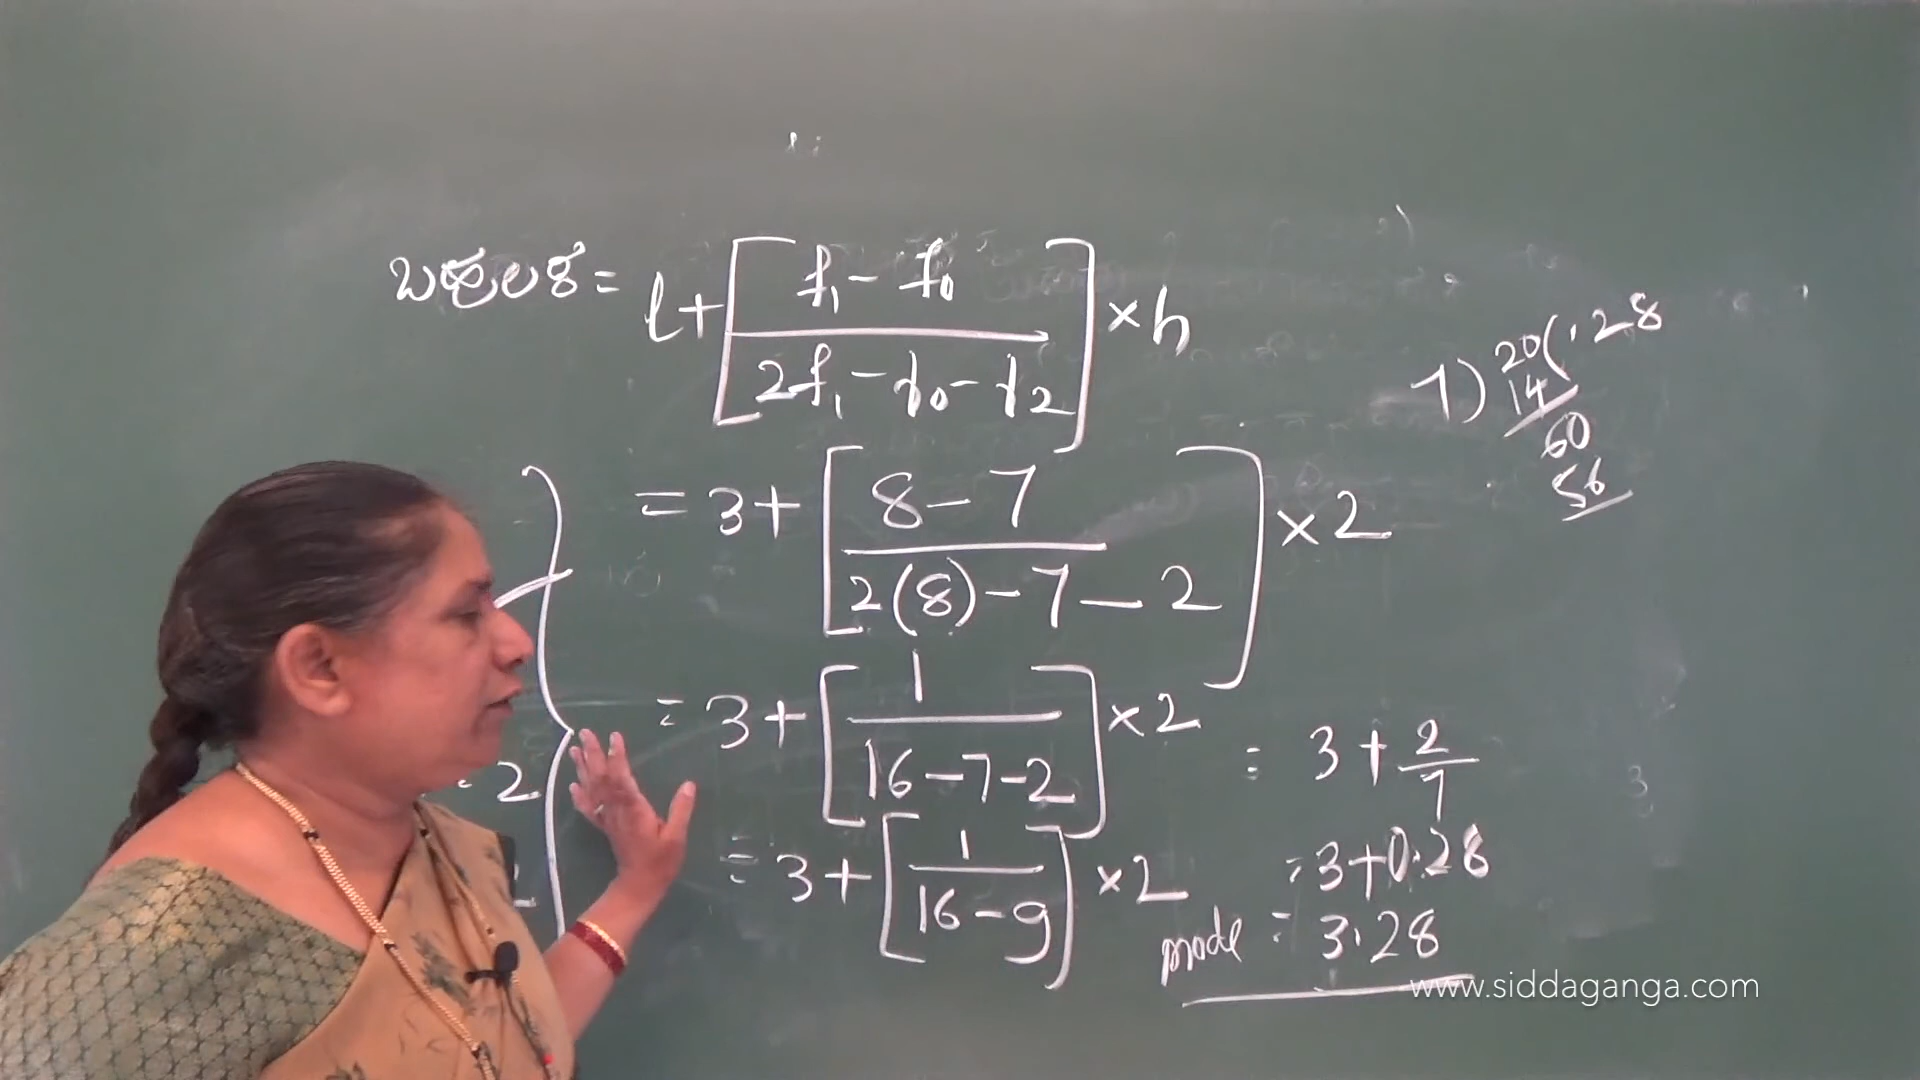 ಬಹುಲಕ = l + [ f₁ - f₀ / 2f₁ - f₀ - f₂ ] × h
= 3 + [ 8 - 7 / 2(8) - 7 - 2 ] × 2
= 3 + [ 1 / 16 - 7 - 2 ] × 2
= 3 + [ 1 / 16 - 9 ] × 2
= 3 + 2/7
= 3 + 0.28
mode = 3.28
7) 20 (.28
14
60
56
2
www.siddaganga.com